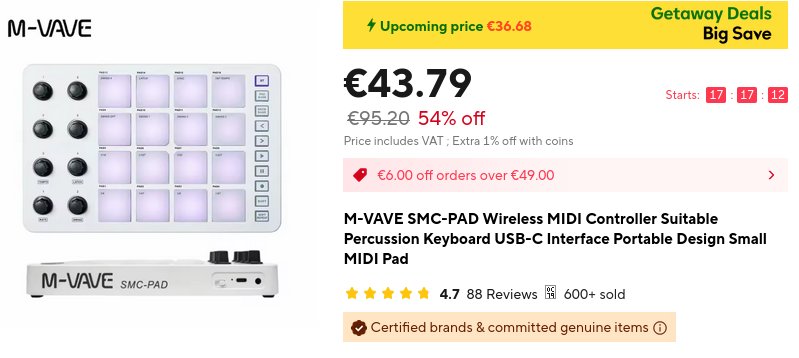 M-VAVE
M-VAVE SMC-PAD
Getaway Deals
Upcoming price €36.68
Big Save
€43.79
Starts: 17 : 17 : 12
€95.20 54% off
Price includes VAT ; Extra 1% off with coins
€6.00 off orders over €49.00
M-VAVE SMC-PAD Wireless MIDI Controller Suitable
Percussion Keyboard USB-C Interface Portable Design Small
MIDI Pad
4.7 88 Reviews 600+ sold
Certified brands & committed genuine items